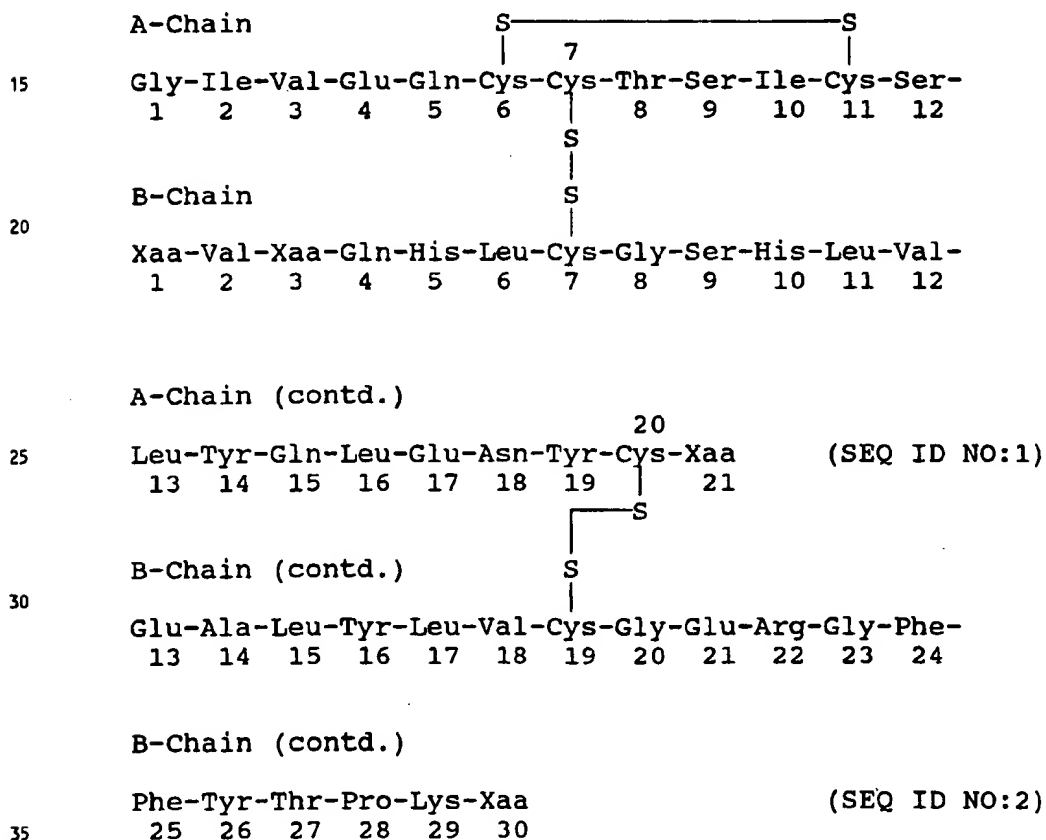 A-Chain S S
7
15 Gly-Ile-Val-Glu-Gln-Cys-Cys-Thr-Ser-Ile-Cys-Ser-
1 2 3 4 5 6 8 9 10 11 12
S
B-Chain S
20
Xaa-Val-Xaa-Gln-His-Leu-Cys-Gly-Ser-His-Leu-Val-
1 2 3 4 5 6 7 8 9 10 11 12
A-Chain (contd.)
20
25 Leu-Tyr-Gln-Leu-Glu-Asn-Tyr-Cys-Xaa (SEQ ID NO:1)
13 14 15 16 17 18 19 21
S
B-Chain (contd.) S
30
Glu-Ala-Leu-Tyr-Leu-Val-Cys-Gly-Glu-Arg-Gly-Phe-
13 14 15 16 17 18 19 20 21 22 23 24
B-Chain (contd.)
Phe-Tyr-Thr-Pro-Lys-Xaa (SEQ ID NO:2)
35 25 26 27 28 29 30